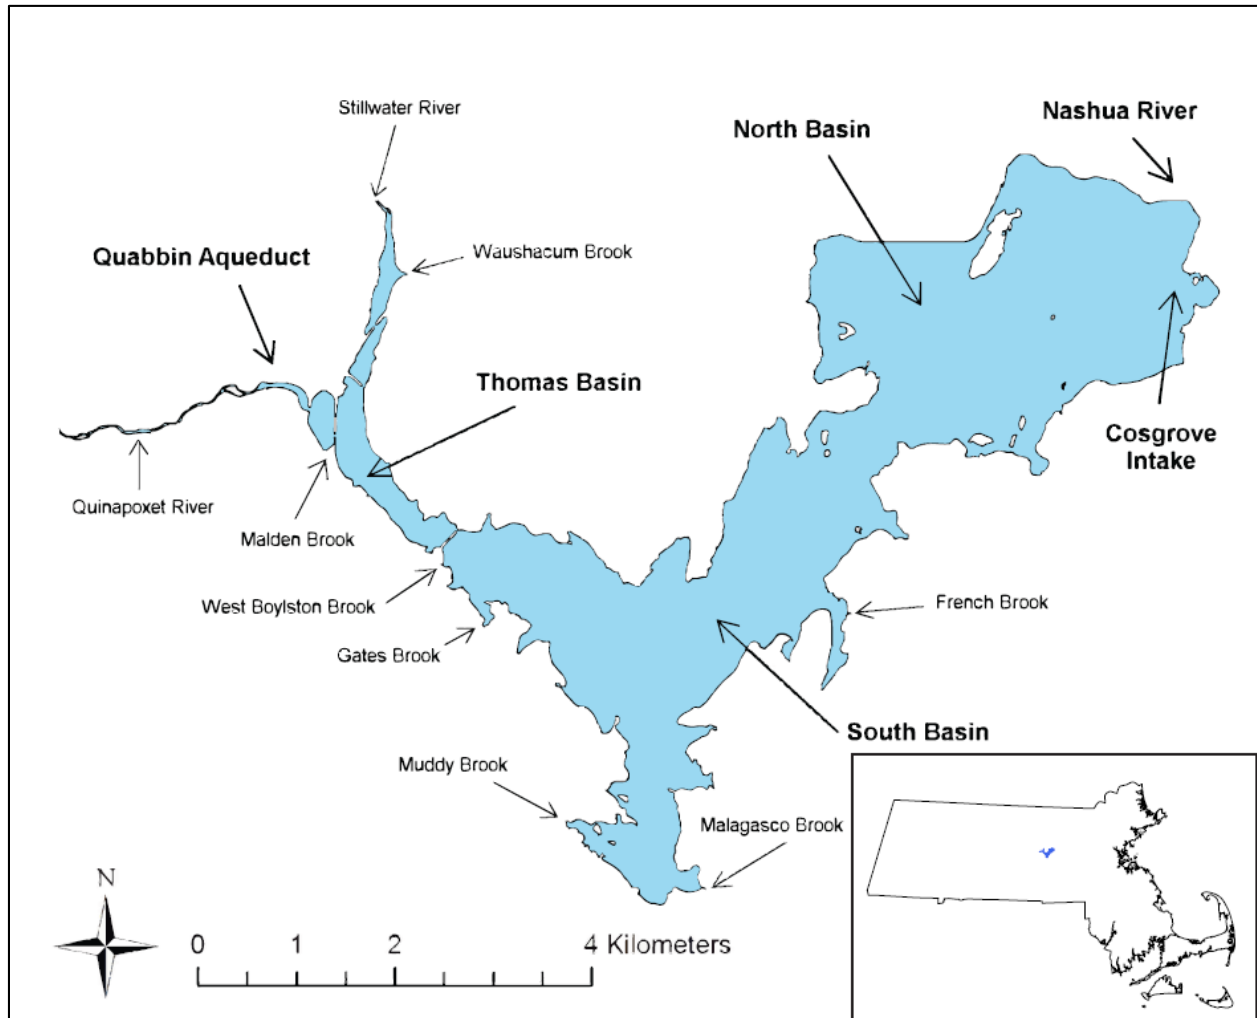 Stillwater River
North Basin
Nashua River
Quabbin Aqueduct
Waushacum Brook
Thomas Basin
Cosgrove
Intake
Quinapoxet River
Malden Brook
West Boylston Brook
French Brook
Gates Brook
South Basin
Muddy Brook
Malagasco Brook
N
0 1 2 4 Kilometers